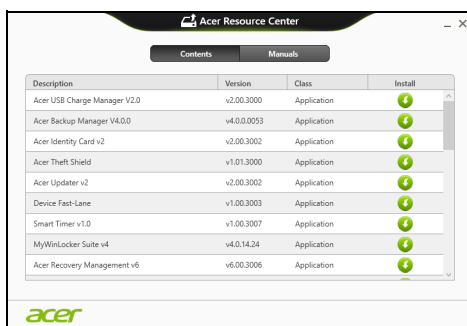 Acer Resource Center
Contents Manuals
Description Version Class Install
Acer USB Charge Manager V2.0 v2.00.3000 Application
Acer Backup Manager V4.0.0 v4.0.0.0053 Application
Acer Identity Card v2 v2.00.3002 Application
Acer Theft Shield v1.01.3000 Application
Acer Updater v2 v2.00.3002 Application
Device Fast-Lane v1.00.3003 Application
Smart Timer v1.0 v1.00.3007 Application
MyWinLocker Suite v4 v4.0.14.24 Application
Acer Recovery Management v6 v6.00.3006 Application
acer